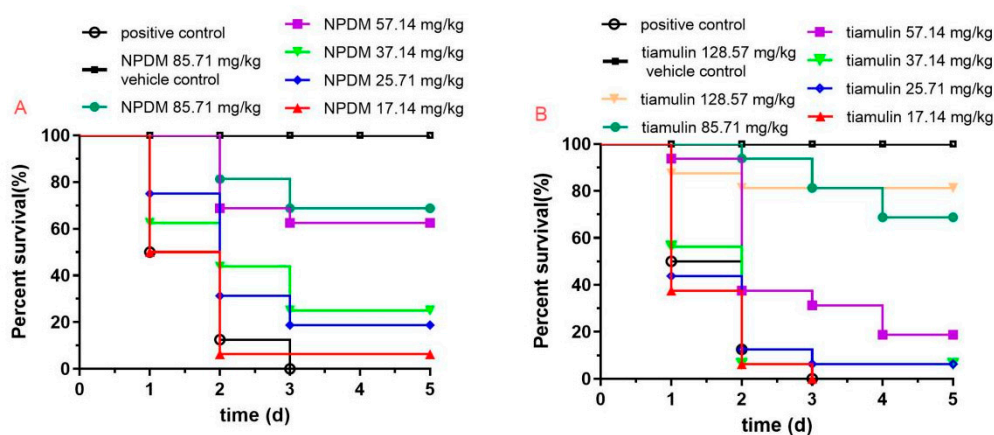 positive control
NPDM 85.71 mg/kg
vehicle control
NPDM 85.71 mg/kg
NPDM 57.14 mg/kg
NPDM 37.14 mg/kg
NPDM 25.71 mg/kg
NPDM 17.14 mg/kg
A
Percent survival(%)
100
80
60
40
20
0
0 1 2 3 4 5
time (d)
positive control
tiamulin 128.57 mg/kg
vehicle control
tiamulin 128.57 mg/kg
tiamulin 85.71 mg/kg
tiamulin 57.14 mg/kg
tiamulin 37.14 mg/kg
tiamulin 25.71 mg/kg
tiamulin 17.14 mg/kg
B
Percent survival(%)
100
80
60
40
20
0
0 1 2 3 4 5
time (d)